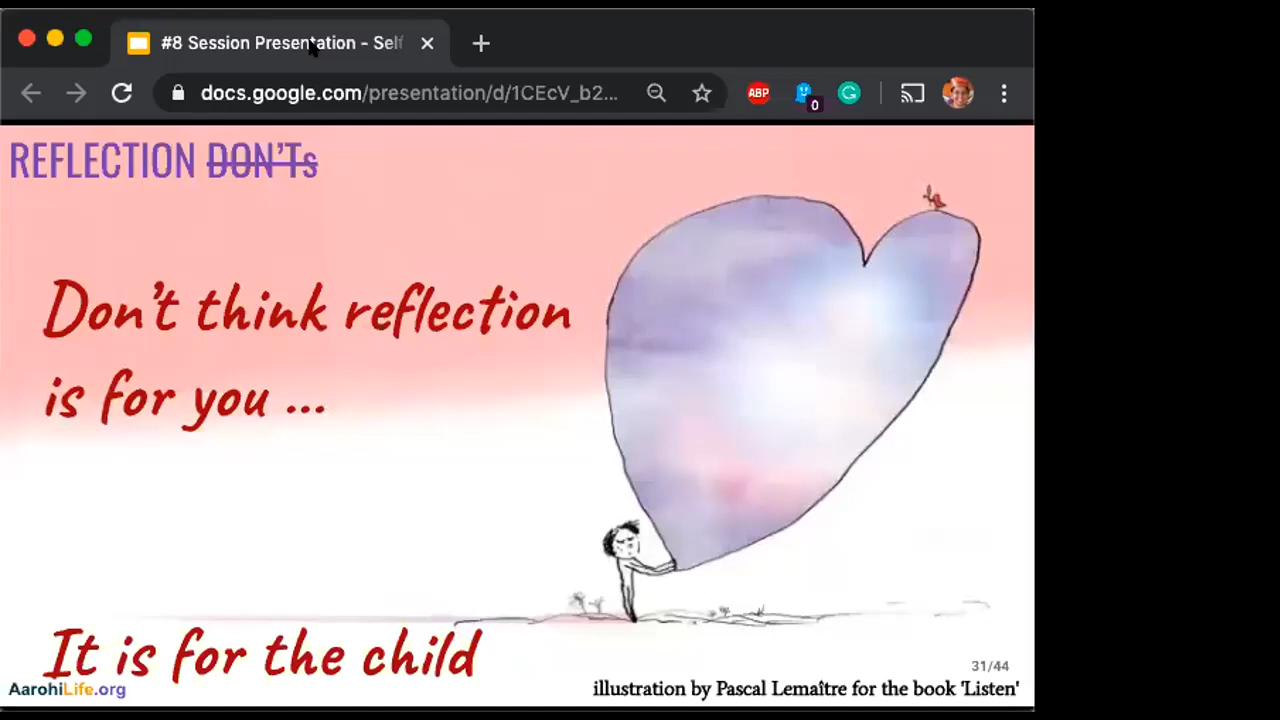 #8 Session Presentation - Self
docs.google.com/presentation/d/1CEcV_b2...
ABP
0
REFLECTION DON'Ts
Don't think reflection
is for you ...
It is for the child
31/44
AarohiLife.org
illustration by Pascal Lemaître for the book 'Listen'